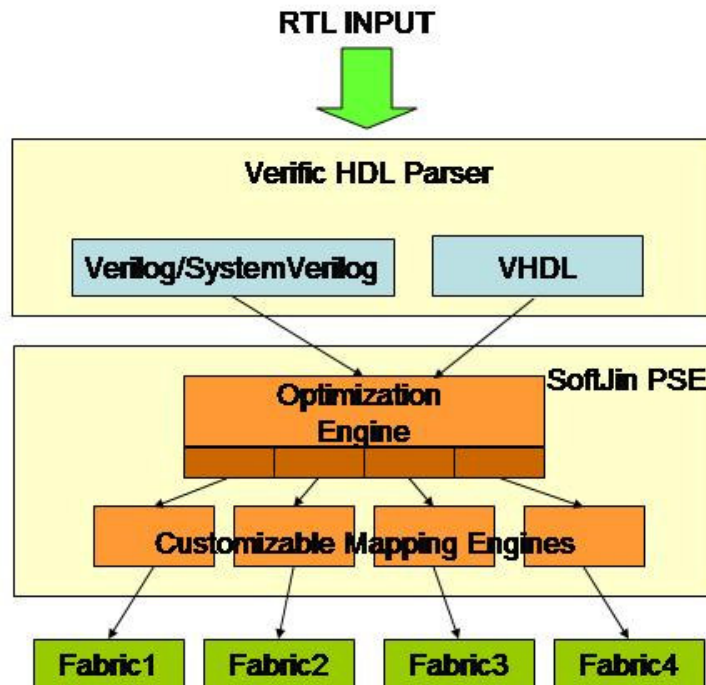 RTL INPUT
Verific HDL Parser
Verilog/SystemVerilog
VHDL
SoftJin PSE
Optimization
Engine
Customizable Mapping Engines
Fabric1
Fabric2
Fabric3
Fabric4